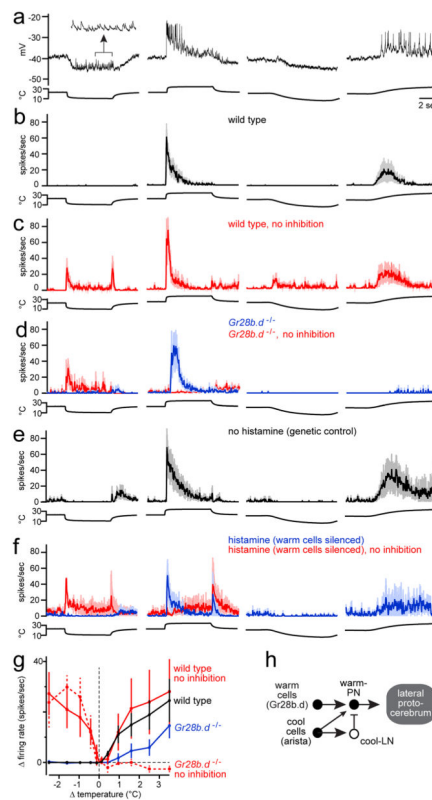 a
-20
-30
mV
-40
-50
°C
30
10
2 sec
b
wild type
spikes/sec
80
60
40
20
0
°C
30
10
c
wild type, no inhibition
spikes/sec
80
60
40
20
0
°C
30
10
d
Gr28b.d -/-
Gr28b.d -/-, no inhibition
spikes/sec
80
60
40
20
0
°C
30
10
e
no histamine (genetic control)
spikes/sec
80
60
40
20
0
°C
30
10
f
histamine (warm cells silenced)
histamine (warm cells silenced), no inhibition
spikes/sec
80
60
40
20
0
°C
30
10
g
Δ firing rate (spikes/sec)
40
20
0
wild type
no inhibition
wild type
Gr28b.d -/-
Gr28b.d -/-
no inhibition
-2 -1 0 1 2 3
Δ temperature (°C)
h
warm cells (Gr28b.d)
warm-PN
lateral proto-cerebrum
cool cells (arista)
cool-LN